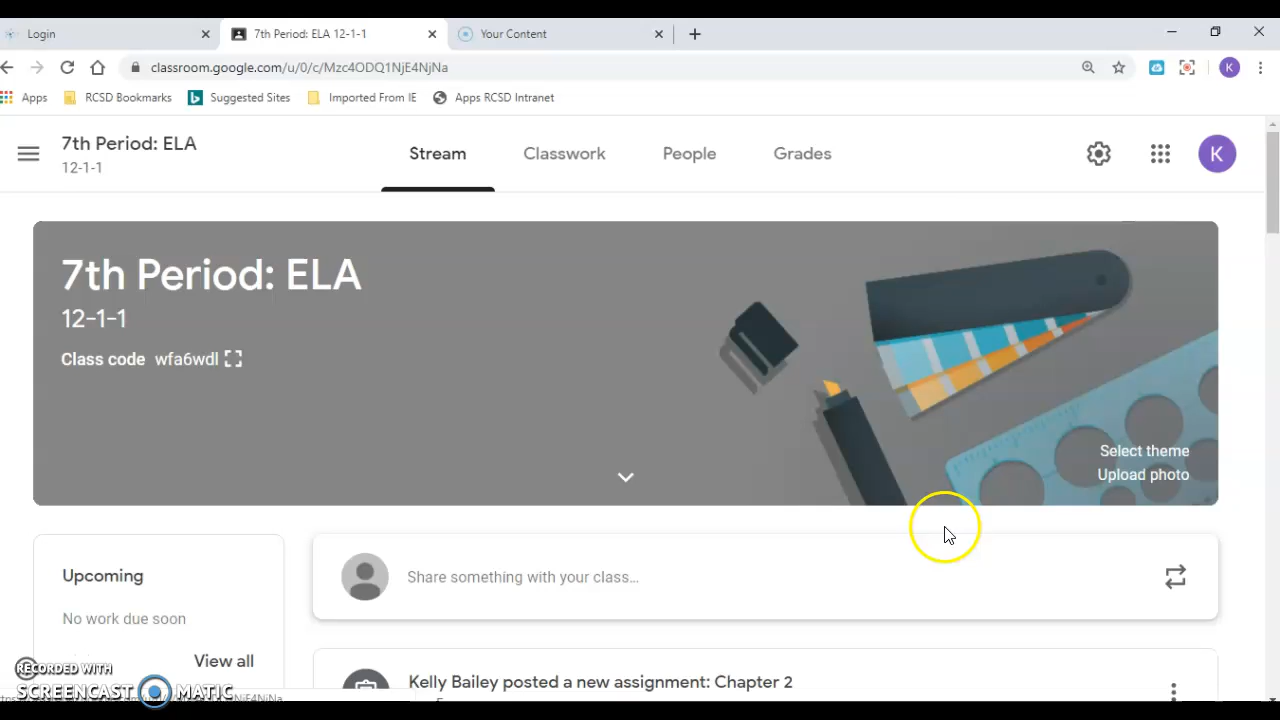 Login
7th Period: ELA 12-1-1
Your Content
classroom.google.com/u/0/c/Mzc4ODQ1NjE4NjNa
K
Apps
RCSD Bookmarks
Suggested Sites
Imported From IE
Apps RCSD Intranet
7th Period: ELA
12-1-1
Stream
Classwork
People
Grades
K
7th Period: ELA
12-1-1
Class code wfa6wdl
Select theme
Upload photo
Upcoming
No work due soon
View all
Share something with your class...
Kelly Bailey posted a new assignment: Chapter 2
RECORDED WITH
SCREENCAST MATIC